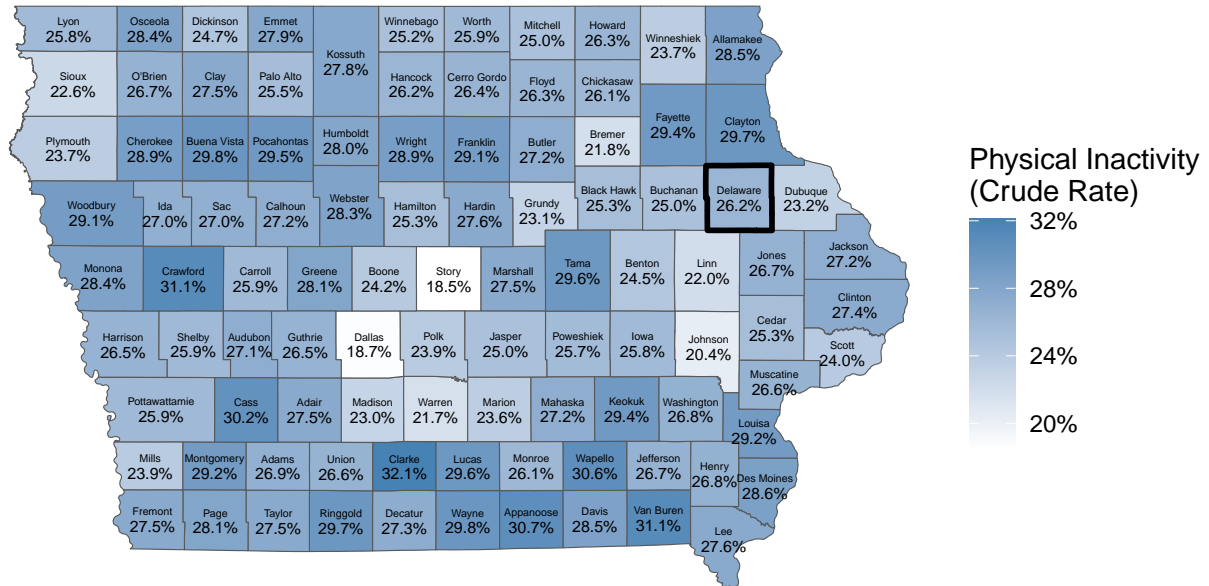 Lyon
25.8%
Osceola
28.4%
Dickinson
24.7%
Emmet
27.9%
Kossuth
27.8%
Winnebago
25.2%
Worth
25.9%
Mitchell
25.0%
Howard
26.3%
Winneshiek
23.7%
Allamakee
28.5%
Sioux
22.6%
O'Brien
26.7%
Clay
27.5%
Palo Alto
25.5%
Hancock
26.2%
Cerro Gordo
26.4%
Floyd
26.3%
Chickasaw
26.1%
Fayette
29.4%
Clayton
29.7%
Plymouth
23.7%
Cherokee
28.9%
Buena Vista
29.8%
Pocahontas
29.5%
Humboldt
28.0%
Wright
28.9%
Franklin
29.1%
Butler
27.2%
Bremer
21.8%
Woodbury
29.1%
Ida
27.0%
Sac
27.0%
Calhoun
27.2%
Webster
28.3%
Hamilton
25.3%
Hardin
27.6%
Grundy
23.1%
Black Hawk
25.3%
Buchanan
25.0%
Delaware
26.2%
Dubuque
23.2%
Monona
28.4%
Crawford
31.1%
Carroll
25.9%
Greene
28.1%
Boone
24.2%
Story
18.5%
Marshall
27.5%
Tama
29.6%
Benton
24.5%
Linn
22.0%
Jones
26.7%
Jackson
27.2%
Clinton
27.4%
Harrison
26.5%
Shelby
25.9%
Audubon
27.1%
Guthrie
26.5%
Dallas
18.7%
Polk
23.9%
Jasper
25.0%
Poweshiek
25.7%
Iowa
25.8%
Johnson
20.4%
Cedar
25.3%
Scott
24.0%
Muscatine
26.6%
Pottawattamie
25.9%
Cass
30.2%
Adair
27.5%
Madison
23.0%
Warren
21.7%
Marion
23.6%
Mahaska
27.2%
Keokuk
29.4%
Washington
26.8%
Louisa
29.2%
Mills
23.9%
Montgomery
29.2%
Adams
26.9%
Union
26.6%
Clarke
32.1%
Lucas
29.6%
Monroe
26.1%
Wapello
30.6%
Jefferson
26.7%
Henry
26.8%
Des Moines
28.6%
Fremont
27.5%
Page
28.1%
Taylor
27.5%
Ringgold
29.7%
Decatur
27.3%
Wayne
29.8%
Appanoose
30.7%
Davis
28.5%
Van Buren
31.1%
Lee
27.6%
Physical Inactivity
(Crude Rate)
32%
28%
24%
20%